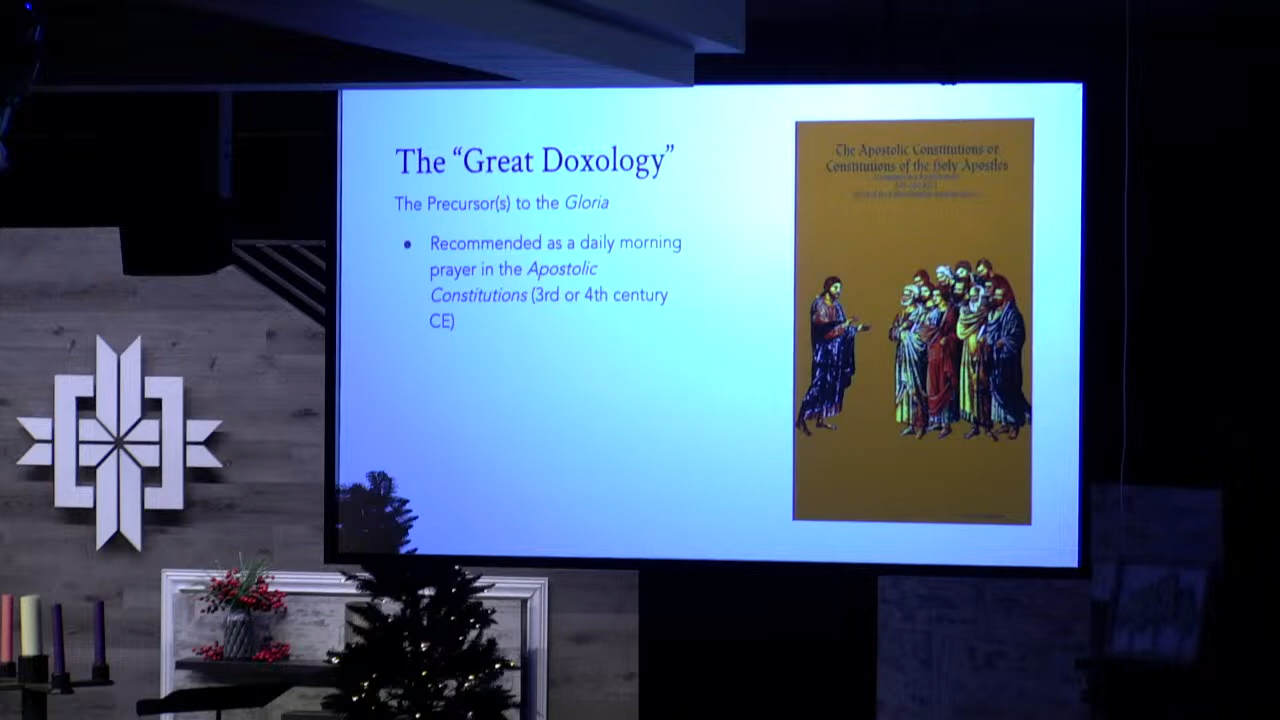 The “Great Doxology”
The Precursor(s) to the Gloria
● Recommended as a daily morning
prayer in the Apostolic
Constitutions (3rd or 4th century
CE)
The Apostolic Constitutions or
Constitutions of the Holy Apostles